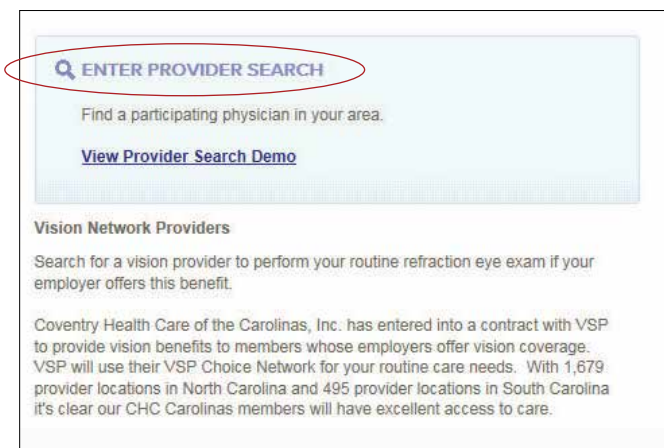 ENTER PROVIDER SEARCH
Find a participating physician in your area.
View Provider Search Demo
Vision Network Providers
Search for a vision provider to perform your routine refraction eye exam if your
employer offers this benefit.
Coventry Health Care of the Carolinas, Inc. has entered into a contract with VSP
to provide vision benefits to members whose employers offer vision coverage.
VSP will use their VSP Choice Network for your routine care needs.  With 1,679
provider locations in North Carolina and 495 provider locations in South Carolina
it's clear our CHC Carolinas members will have excellent access to care.